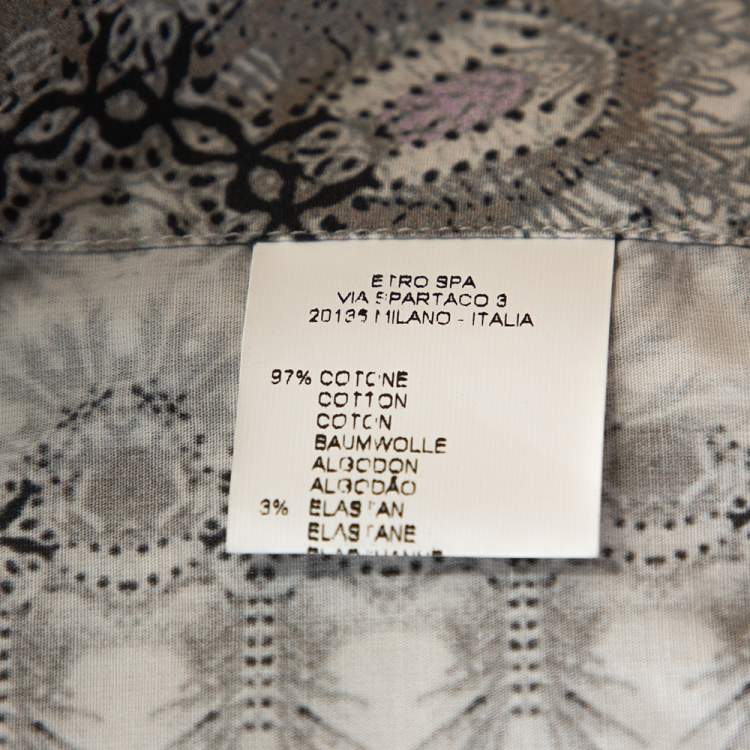 ETRO SPA
VIA SPARTACO 3
20135 MILANO - ITALIA
97% COTONE
COTTON
COTON
BAUMWOLLE
ALGODON
ALGODÃO
3% ELASTAN
ELASTANE